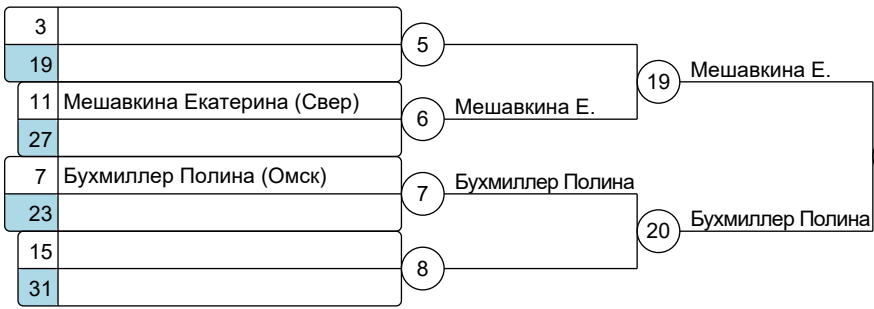 3
5
19
19 Мешавкина Е.
11 Мешавкина Екатерина (Свер)
6 Мешавкина Е.
27
7 Бухмиллер Полина (Омск)
7 Бухмиллер Полина
23
20 Бухмиллер Полина
15
8
31